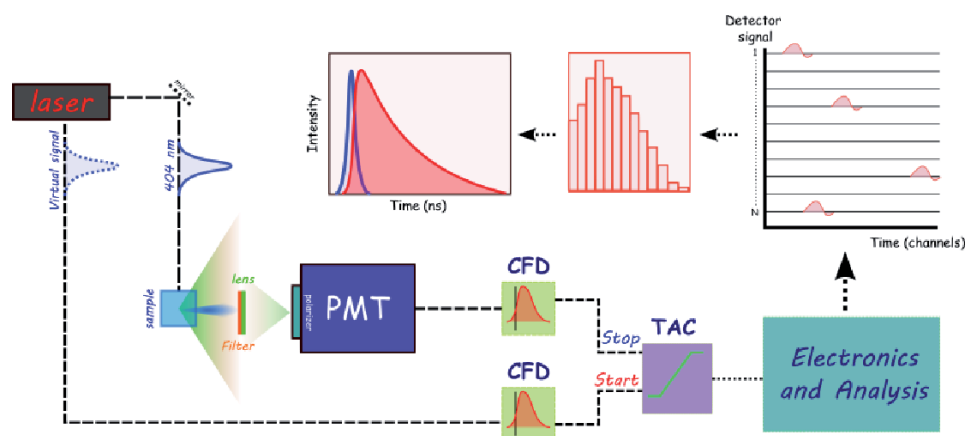 Detector
signal
1
N
Time (channels)
Intensity
Time (ns)
laser
mirror
Virtual signal
404 nm
sample
lens
Filter
polarizer
PMT
CFD
CFD
Stop
Start
TAC
Electronics
and Analysis